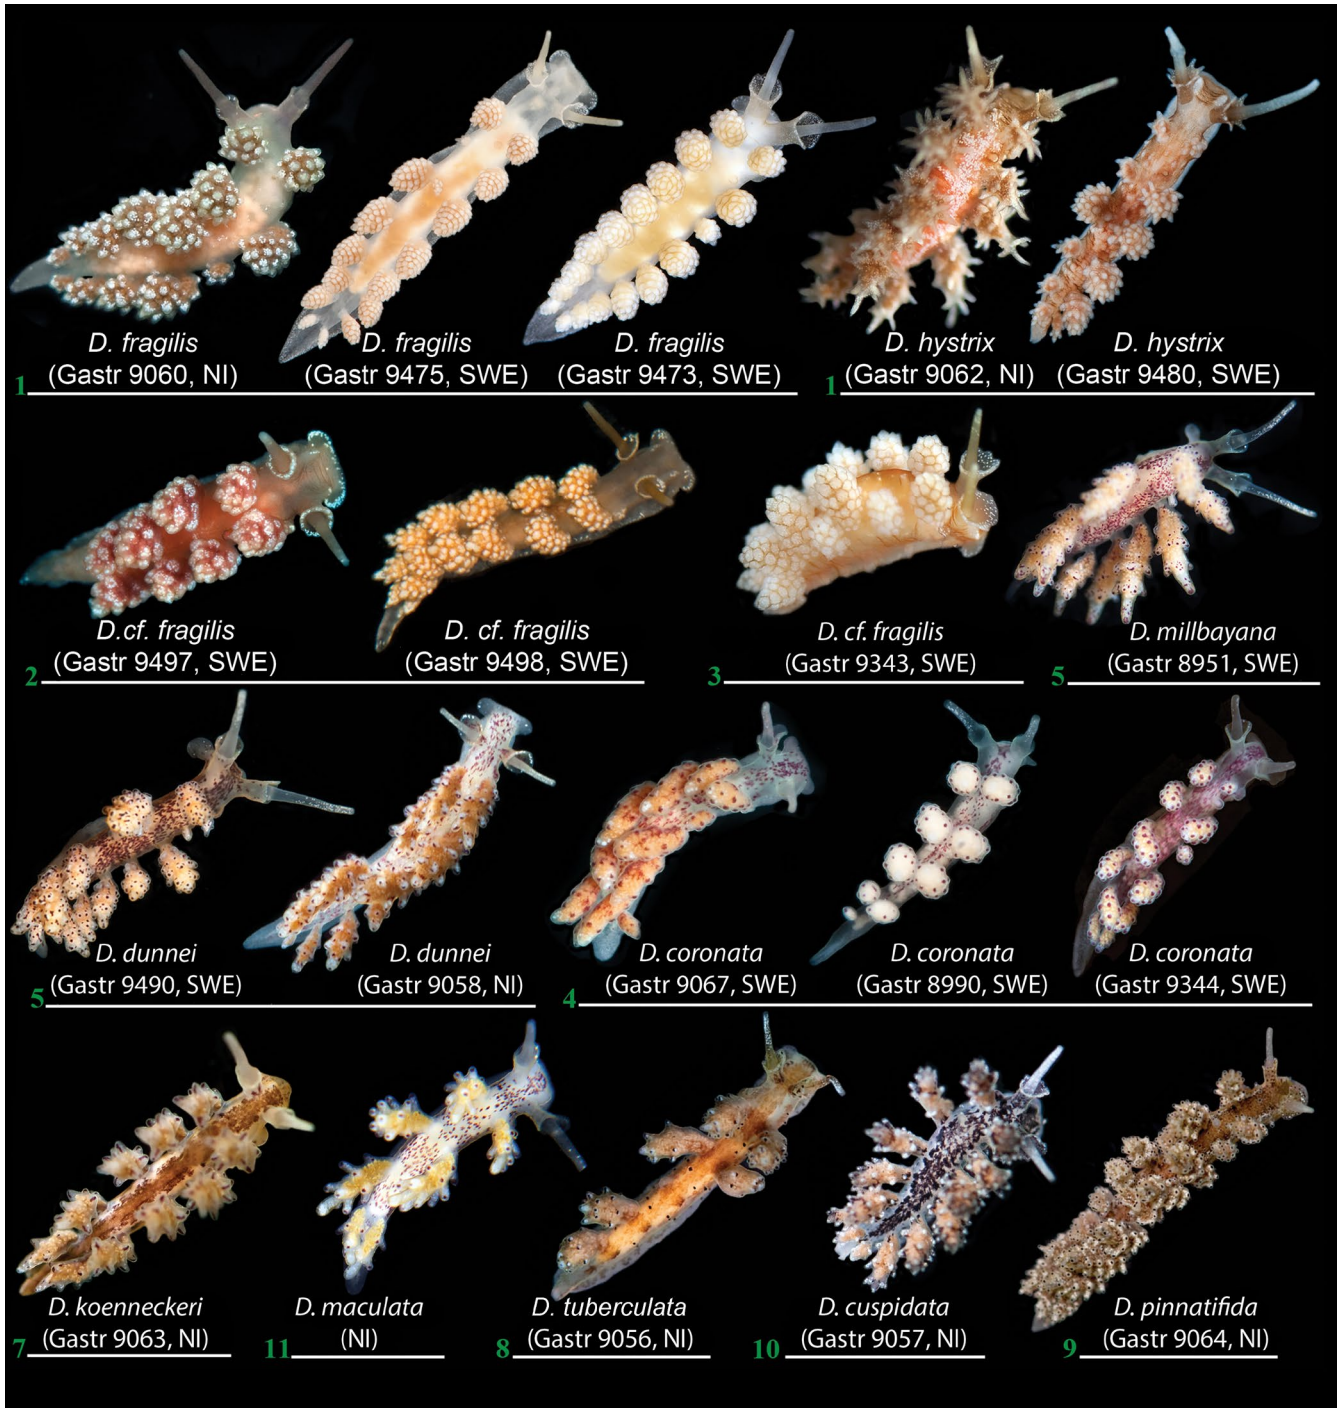 D. fragilis
(Gastr 9060, NI)
D. fragilis
(Gastr 9475, SWE)
D. fragilis
(Gastr 9473, SWE)
1
D. hystrix
(Gastr 9062, NI)
D. hystrix
(Gastr 9480, SWE)
1
D.cf. fragilis
(Gastr 9497, SWE)
D. cf. fragilis
(Gastr 9498, SWE)
2
D. cf. fragilis
(Gastr 9343, SWE)
3
D. millbayana
(Gastr 8951, SWE)
5
D. dunnei
(Gastr 9490, SWE)
D. dunnei
(Gastr 9058, NI)
5
D. coronata
(Gastr 9067, SWE)
D. coronata
(Gastr 8990, SWE)
D. coronata
(Gastr 9344, SWE)
4
D. koenneckeri
(Gastr 9063, NI)
7
D. maculata
(NI)
11
D. tuberculata
(Gastr 9056, NI)
8
D. cuspidata
(Gastr 9057, NI)
10
D. pinnatifida
(Gastr 9064, NI)
9